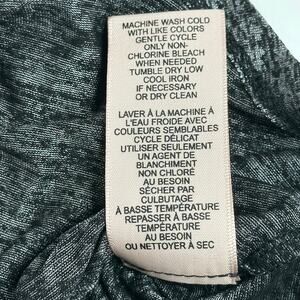 MACHINE WASH COLD
WITH LIKE COLORS
GENTLE CYCLE
ONLY NON-
CHLORINE BLEACH
WHEN NEEDED
TUMBLE DRY LOW
COOL IRON
IF NECESSARY
OR DRY CLEAN
LAVER À LA MACHINE À
L'EAU FROIDE AVEC
COULEURS SEMBLABLES
CYCLE DÉLICAT
UTILISER SEULEMENT
UN AGENT DE
BLANCHIMENT
NON CHLORÉ
AU BESOIN
SÉCHER PAR
CULBUTAGE
À BASSE TEMPÉRATURE
REPASSER À BASSE
TEMPÉRATURE
AU BESOIN
OU NETTOYER À SEC